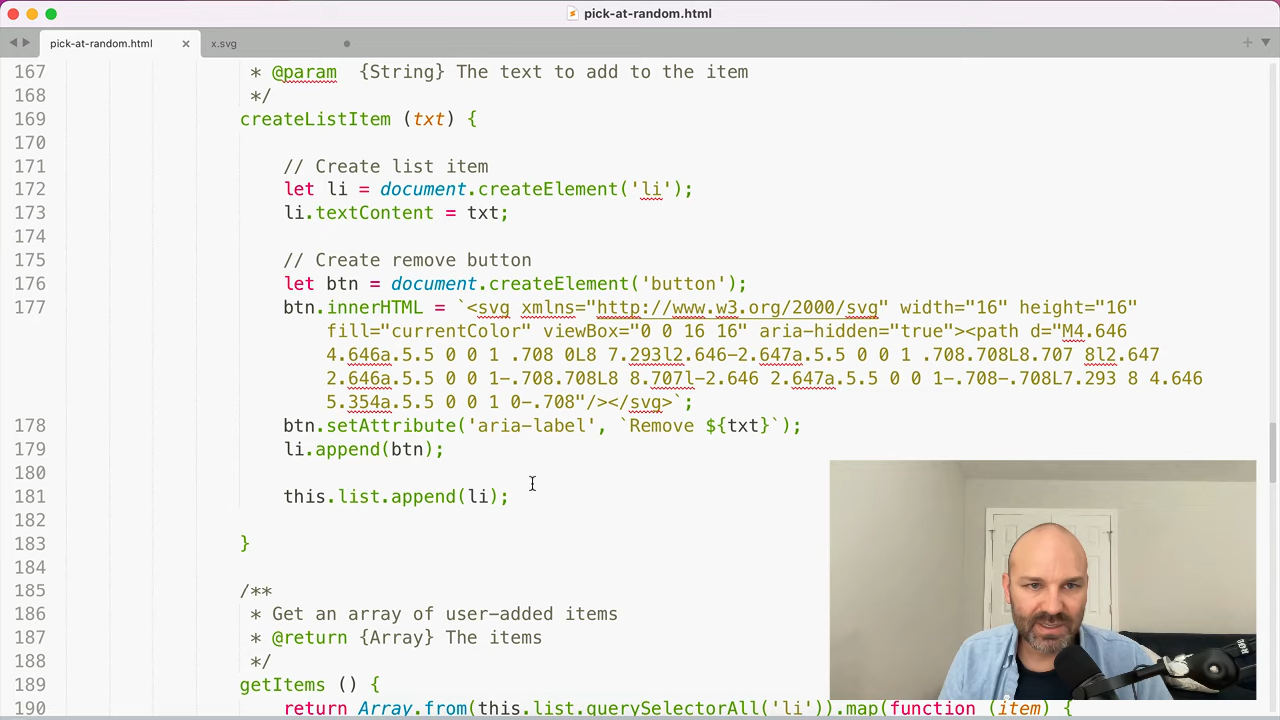 pick-at-random.html
pick-at-random.html
x.svg
167 * @param {String} The text to add to the item
168 */
169 createListItem (txt) {
170
171 // Create list item
172 let li = document.createElement('li');
173 li.textContent = txt;
174
175 // Create remove button
176 let btn = document.createElement('button');
177 btn.innerHTML = `<svg xmlns="http://www.w3.org/2000/svg" width="16" height="16"
fill="currentColor" viewBox="0 0 16 16" aria-hidden="true"><path d="M4.646
4.646a.5.5 0 0 1 .708 0L8 7.293l2.646-2.647a.5.5 0 0 1 .708.708L8.707 8l2.647
2.646a.5.5 0 0 1-.708.708L8 8.707l-2.646 2.647a.5.5 0 0 1-.708-.708L7.293 8 4.646
5.354a.5.5 0 0 1 0-.708"/></svg>`;
178 btn.setAttribute('aria-label', `Remove ${txt}`);
179 li.append(btn);
180
181 this.list.append(li);
182
183 }
184
185 /**
186 * Get an array of user-added items
187 * @return {Array} The items
188 */
189 getItems () {
190 return Array.from(this.list.querySelectorAll('li')).map(function (item) {